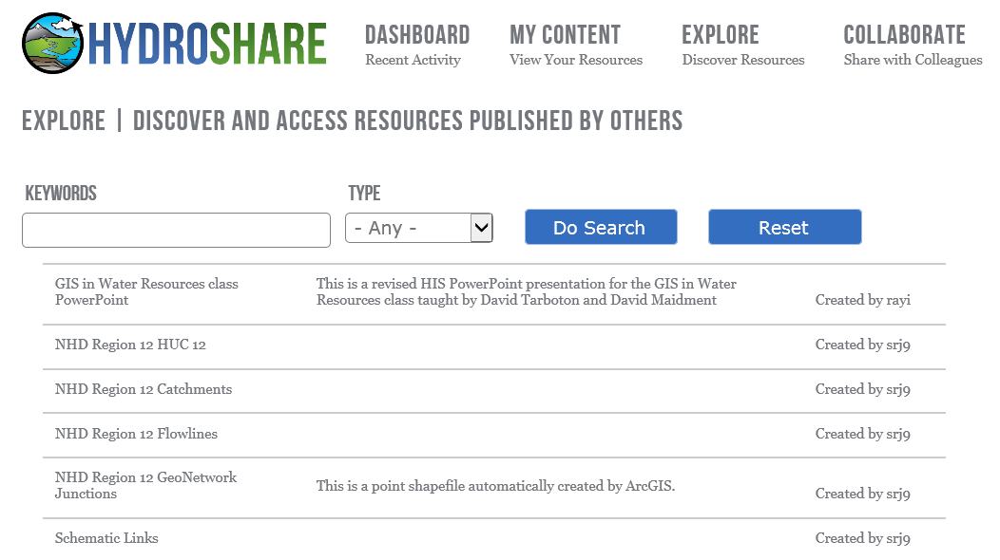 HYDROSHARE
DASHBOARD MY CONTENT EXPLORE COLLABORATE
Recent Activity View Your Resources Discover Resources Share with Colleagues
EXPLORE | DISCOVER AND ACCESS RESOURCES PUBLISHED BY OTHERS
KEYWORDS TYPE
- Any - Do Search Reset
GIS in Water Resources class This is a revised HIS PowerPoint presentation for the GIS in Water
PowerPoint Resources class taught by David Tarboton and David Maidment Created by rayi
NHD Region 12 HUC 12 Created by srj9
NHD Region 12 Catchments Created by srj9
NHD Region 12 Flowlines Created by srj9
NHD Region 12 GeoNetwork
This is a point shapefile automatically created by ArcGIS.
Junctions Created by srj9
Schematic Links Created by srj9